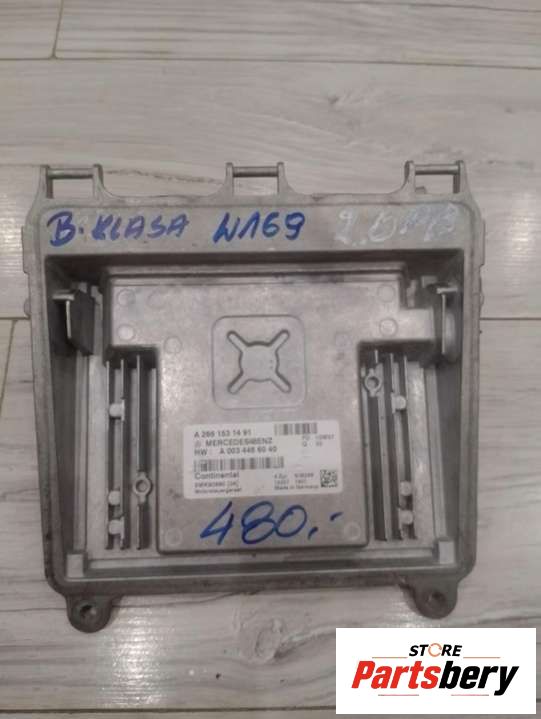 B. KLASA W169 2.0
A 266 153 14 91
MERCEDES-BENZ
HW : A 003 446 60 40
Continental
Motorsteuergeraet
Made in Germany
480.-
STORE
Partsbery